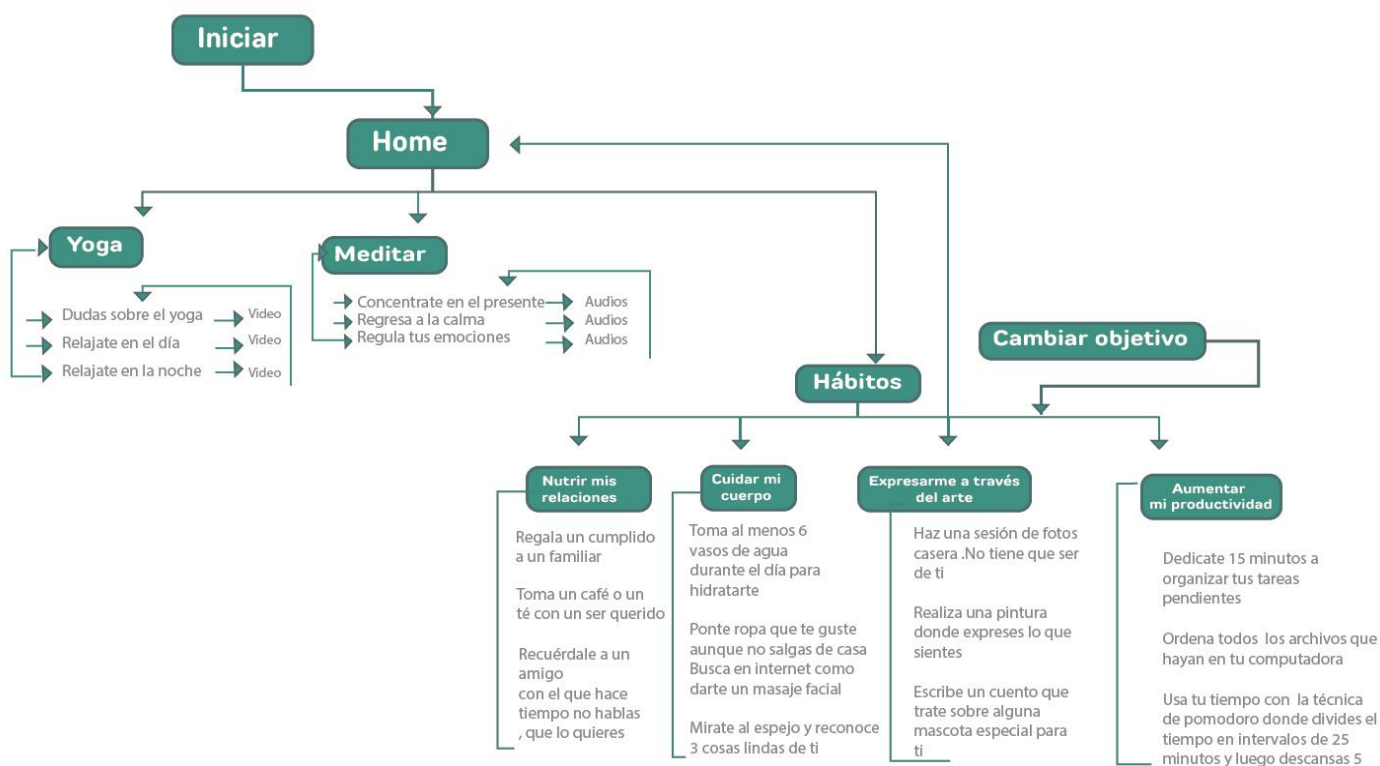 Iniciar
Home
Yoga
Dudas sobre el yoga
Video
Relajate en el día
Video
Relajate en la noche
Video
Meditar
Concentrate en el presente
Audios
Regresa a la calma
Audios
Regula tus emociones
Audios
Cambiar objetivo
Hábitos
Nutrir mis
relaciones
Regala un cumplido
a un familiar
Toma un café o un
té con un ser querido
Recuérdale a un
amigo
con el que hace
tiempo no hablas
, que lo quieres
Cuidar mi
cuerpo
Toma al menos 6
vasos de agua
durante el día para
hidratarte
Ponte ropa que te guste
aunque no salgas de casa
Busca en internet como
darte un masaje facial
Mirate al espejo y reconoce
3 cosas lindas de ti
Expresarme a través
del arte
Haz una sesión de fotos
casera .No tiene que ser
de ti
Realiza una pintura
donde expreses lo que
sientes
Escribe un cuento que
trate sobre alguna
mascota especial para
ti
Aumentar
mi productividad
Dedicate 15 minutos a
organizar tus tareas
pendientes
Ordena todos los archivos que
hayan en tu computadora
Usa tu tiempo con la técnica
de pomodoro donde divides el
tiempo en intervalos de 25
minutos y luego descansas 5